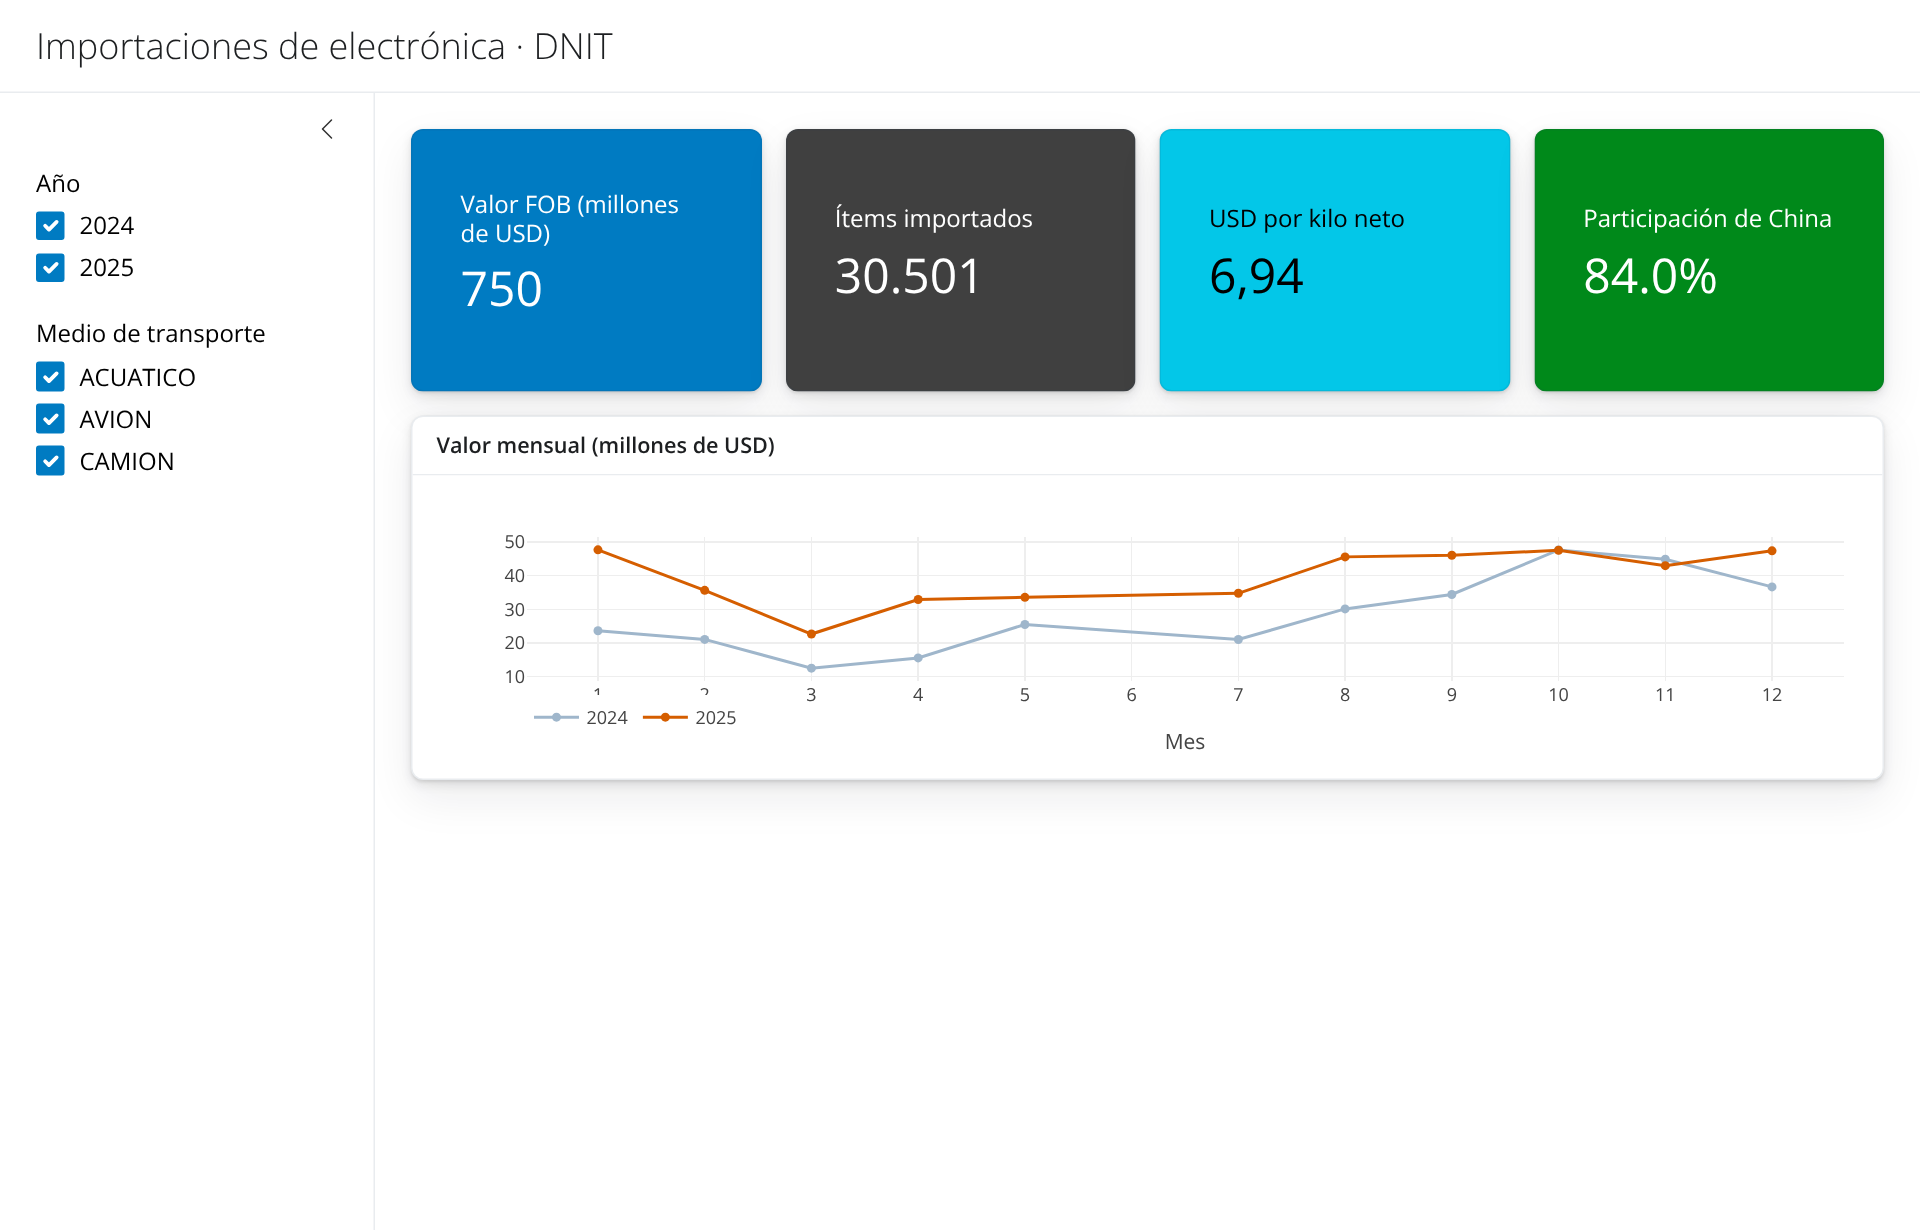 Importaciones de electrónica · DNIT
Año
2024
2025
Medio de transporte
ACUATICO
AVION
CAMION
Valor FOB (millones
de USD)
750
Ítems importados
30.501
USD por kilo neto
6,94
Participación de China
84.0%
Valor mensual (millones de USD)
50
40
30
20
10
1 2 3 4 5 6 7 8 9 10 11 12
2024 2025
Mes